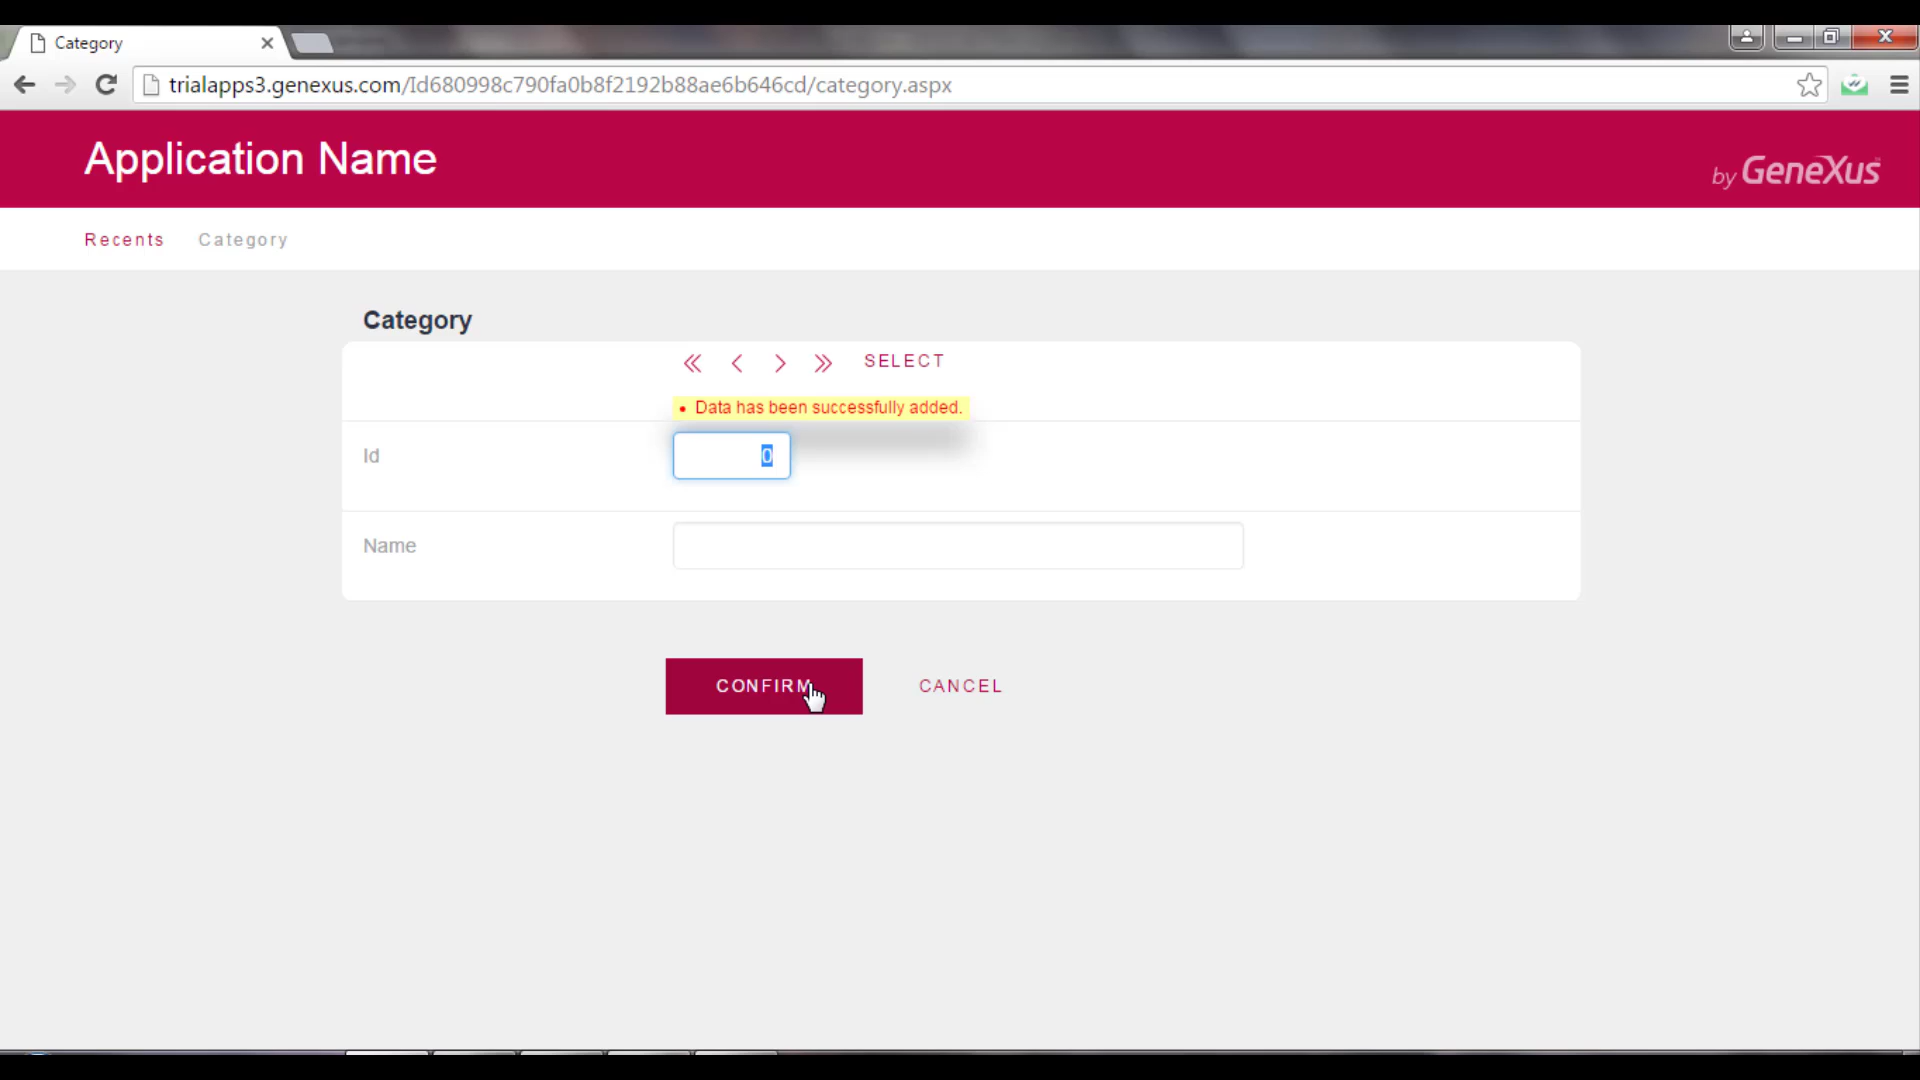 Category
trialapps3.genexus.com/Id680998c790fa0b8f2192b88ae6b646cd/category.aspx
Application Name
by GeneXus
Recents Category
Category
SELECT
Data has been successfully added.
Id 0
Name
CONFIRM CANCEL